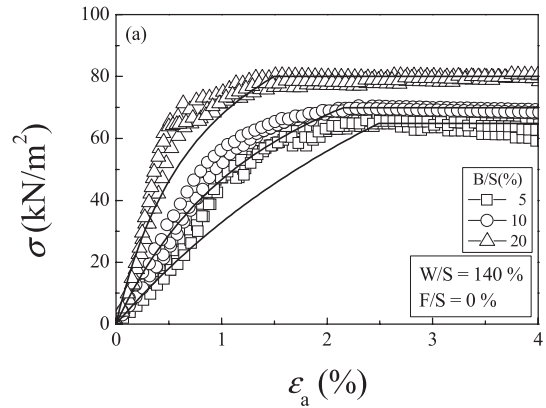 (a)
100
80
60
40
20
0
σ (kN/m²)
B/S(%)
5
10
20
W/S = 140 %
F/S = 0 %
0 1 2 3 4
εa (%)